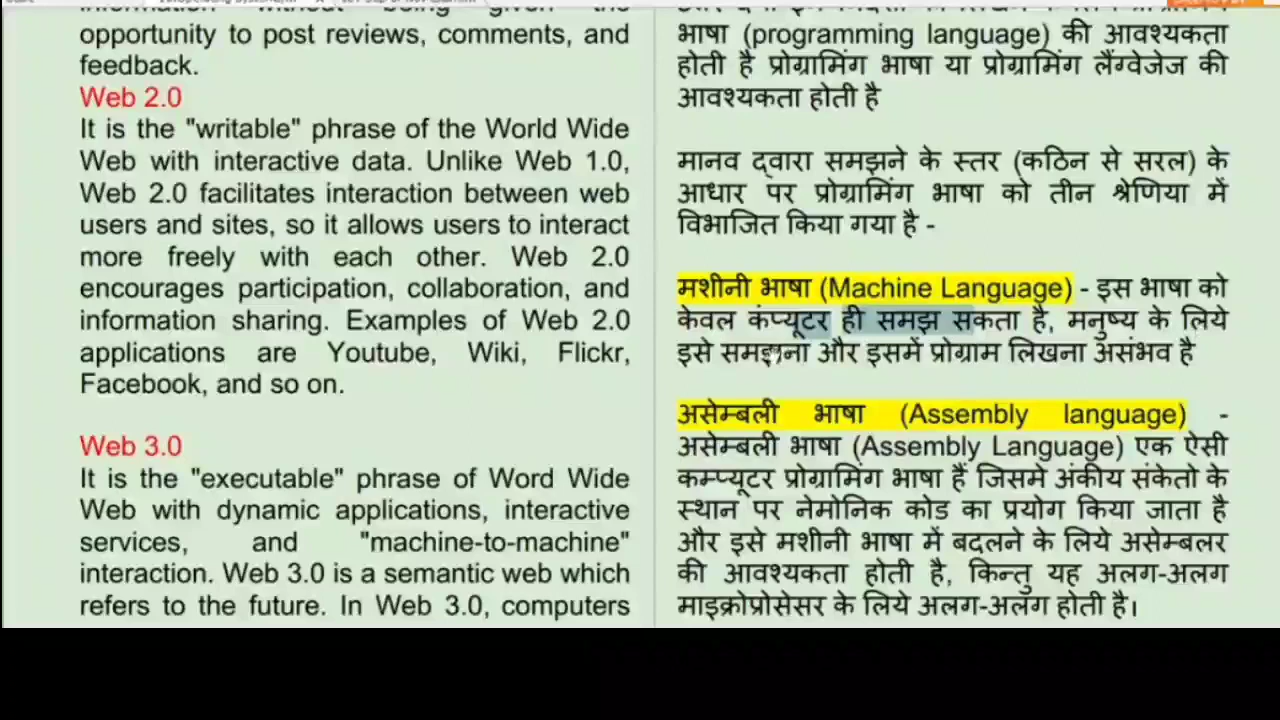 information without being given the
opportunity to post reviews, comments, and
feedback.
Web 2.0
It is the "writable" phrase of the World Wide
Web with interactive data. Unlike Web 1.0,
Web 2.0 facilitates interaction between web
users and sites, so it allows users to interact
more freely with each other. Web 2.0
encourages participation, collaboration, and
information sharing. Examples of Web 2.0
applications are Youtube, Wiki, Flickr,
Facebook, and so on.
Web 3.0
It is the "executable" phrase of Word Wide
Web with dynamic applications, interactive
services, and "machine-to-machine"
interaction. Web 3.0 is a semantic web which
refers to the future. In Web 3.0, computers
भाषा (programming language) की आवश्यकता
होती है प्रोग्रामिंग भाषा या प्रोग्रामिंग लैंग्वेजेज की
आवश्यकता होती है
मानव द्वारा समझने के स्तर (कठिन से सरल) के
आधार पर प्रोग्रामिंग भाषा को तीन श्रेणिया में
विभाजित किया गया है -
मशीनी भाषा (Machine Language) - इस भाषा को
केवल कंप्यूटर ही समझ सकता है, मनुष्य के लिये
इसे समझना और इसमें प्रोग्राम लिखना असंभव है
असेम्बली भाषा (Assembly language) -
असेम्बली भाषा (Assembly Language) एक ऐसी
कम्प्यूटर प्रोग्रामिंग भाषा हैं जिसमे अंकीय संकेतो के
स्थान पर नेमोनिक कोड का प्रयोग किया जाता है
और इसे मशीनी भाषा में बदलने के लिये असेम्बलर
की आवश्यकता होती है, किन्तु यह अलग-अलग
माइक्रोप्रोसेसर के लिये अलग-अलग होती है।